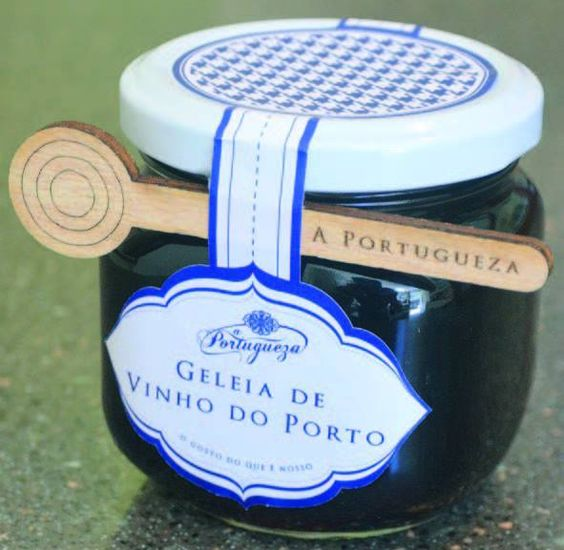 A PORTUGUEZA
a
Portugueza
GELEIA DE
VINHO DO PORTO
O GOSTO DO QUE É NOSSO